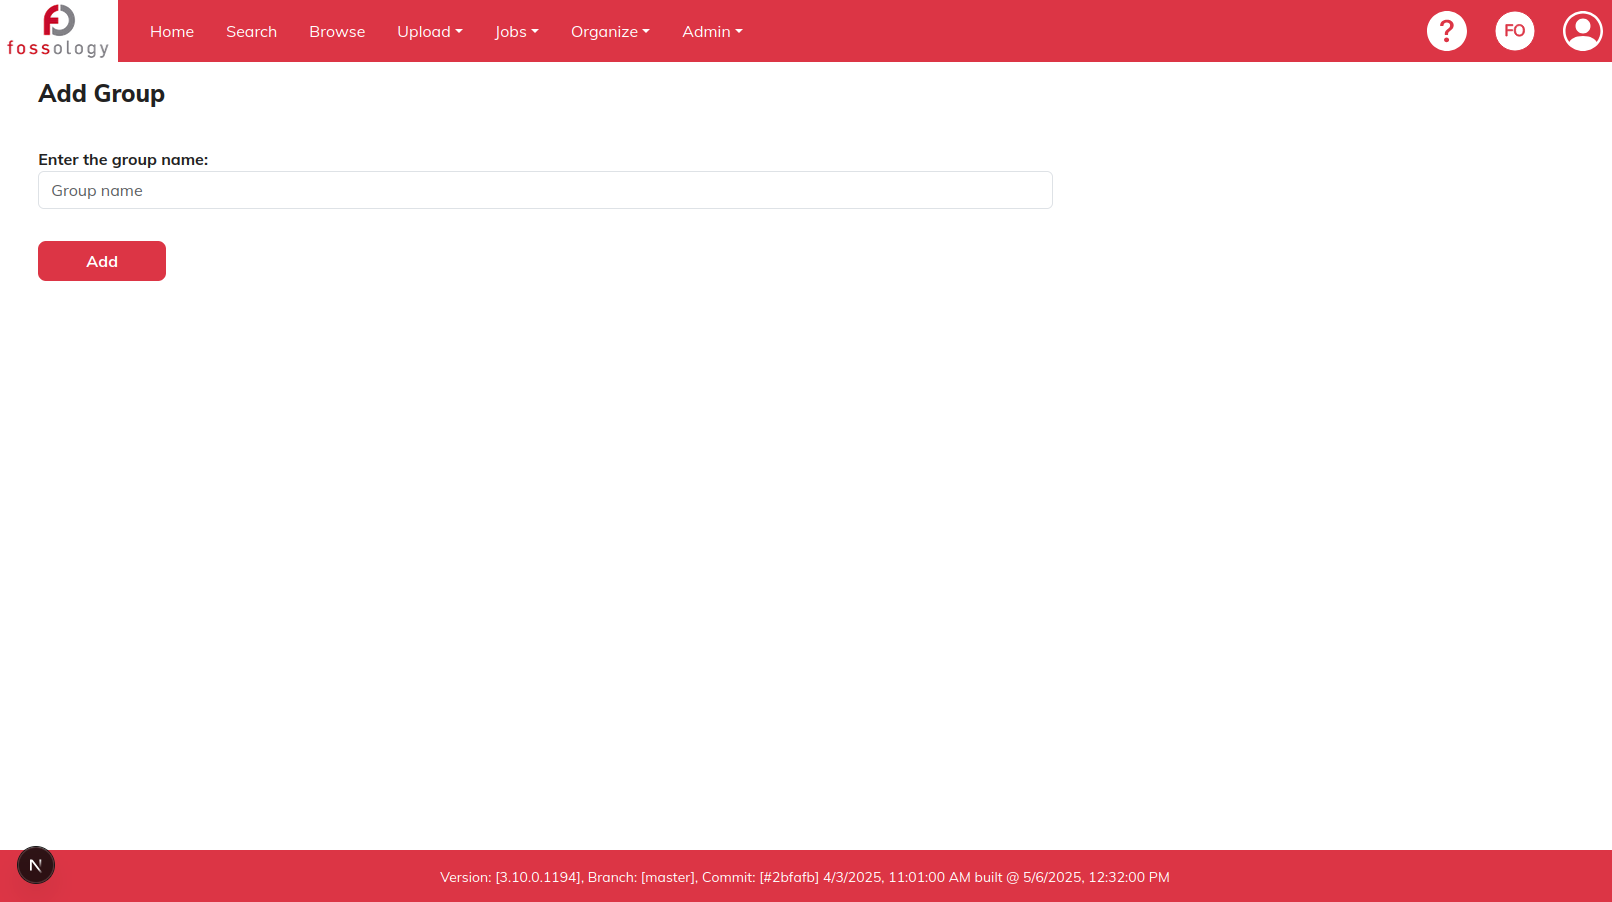 fossology
Home Search Browse Upload Jobs Organize Admin ? FO
Add Group
Enter the group name:
Group name
Add
N
Version: [3.10.0.1194], Branch: [master], Commit: [#2bfafb] 4/3/2025, 11:01:00 AM built @ 5/6/2025, 12:32:00 PM